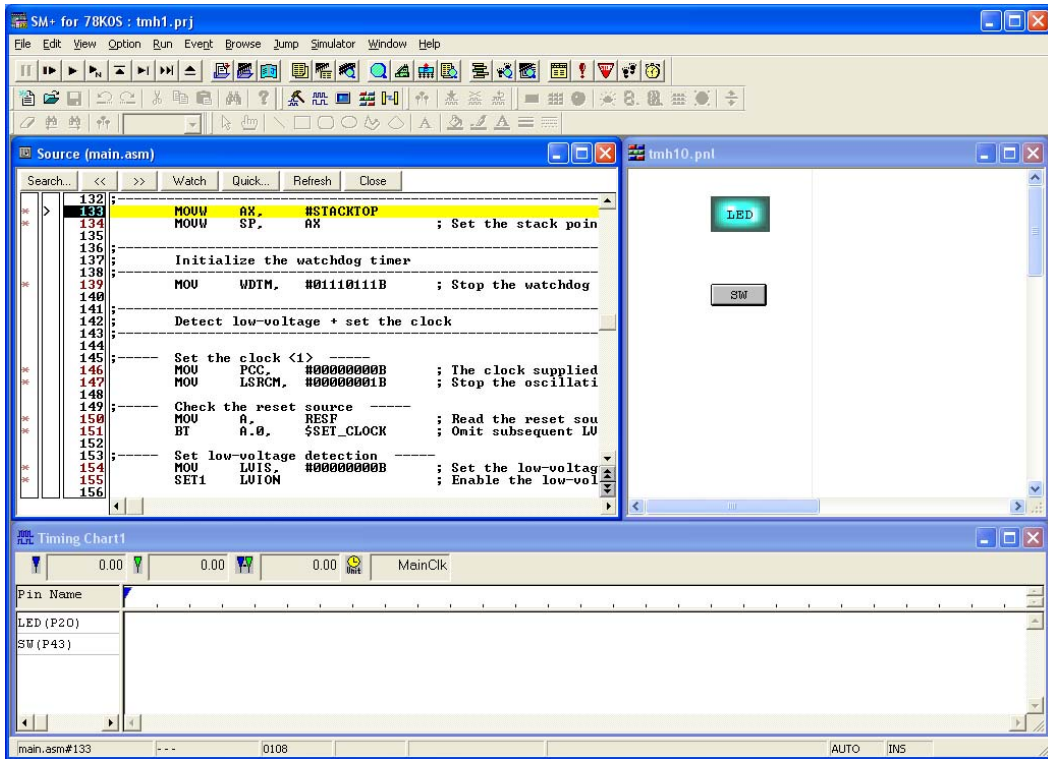 SM+ for 78K0S : tmh1.prj
File Edit View Option Run Event Browse Jump Simulator Window Help
Source (main.asm)
Search... << >> Watch Quick... Refresh Close
132 ;----------------------------------------------------------------
133 MOVW AX, #STACKTOP
134 MOVW SP, AX ; Set the stack poin
135
136 ;----------------------------------------------------------------
137 ; Initialize the watchdog timer
138 ;----------------------------------------------------------------
139 MOV WDTM, #01110111B ; Stop the watchdog
140
141 ;----------------------------------------------------------------
142 ; Detect low-voltage + set the clock
143 ;----------------------------------------------------------------
144
145 ;----- Set the clock <1> -----
146 MOV PCC, #00000000B ; The clock supplied
147 MOV LSRCM, #00000001B ; Stop the oscillati
148
149 ;----- Check the reset source -----
150 MOV A, RESF ; Read the reset sou
151 BT A.0, $SET_CLOCK ; Omit subsequent LV
152
153 ;----- Set low-voltage detection -----
154 MOV LVIS, #00000000B ; Set the low-voltag
155 SET1 LVION ; Enable the low-vol
156
tmh10.pnl
LED
SW
Timing Chart1
0.00 0.00 0.00 Unit MainClk
Pin Name
LED(P20)
SW(P43)
main.asm#133 --- 0108 AUTO INS